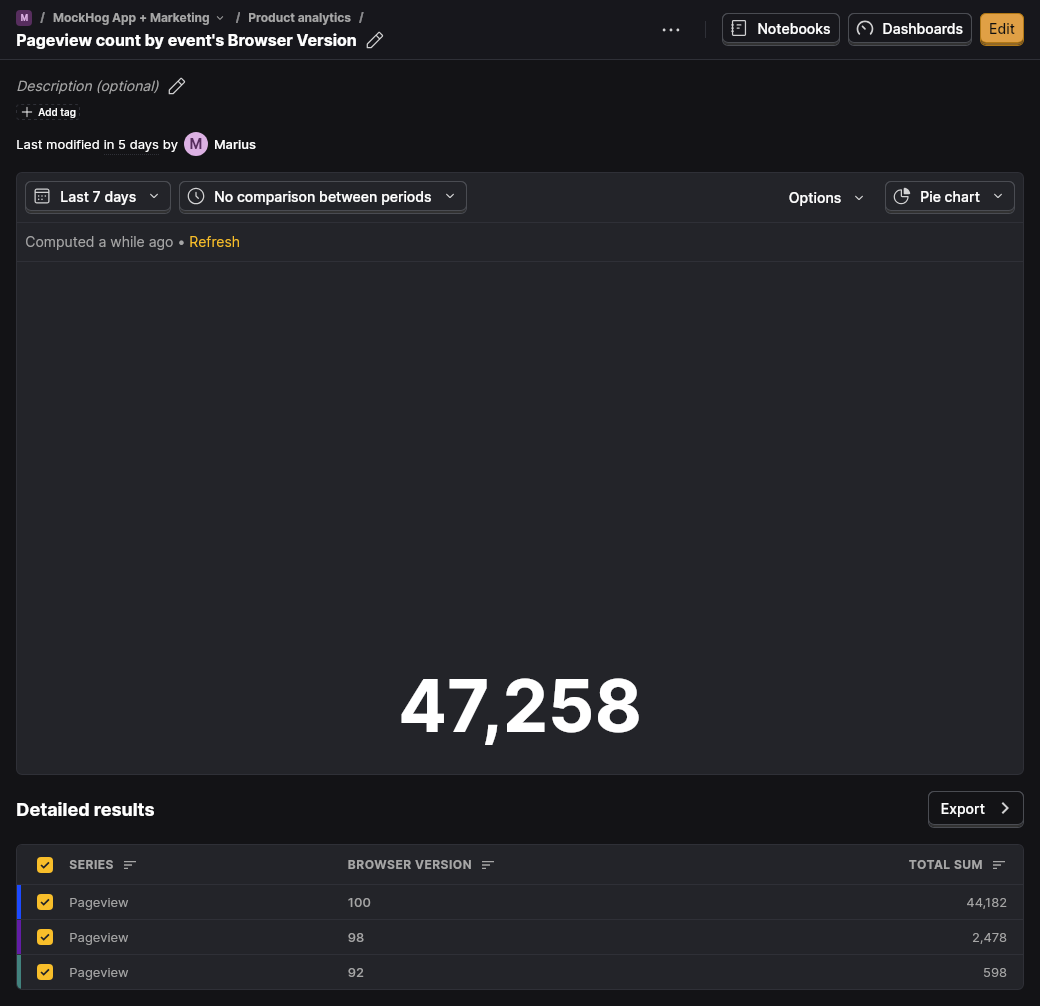 M / MockHog App + Marketing / Product analytics /
Pageview count by event's Browser Version
Notebooks
Dashboards
Edit
Description (optional)
Add tag
Last modified in 5 days by M Marius
Last 7 days
No comparison between periods
Options
Pie chart
Computed a while ago • Refresh
47,258
Detailed results
Export
SERIES BROWSER VERSION TOTAL SUM
Pageview 100 44,182
Pageview 98 2,478
Pageview 92 598